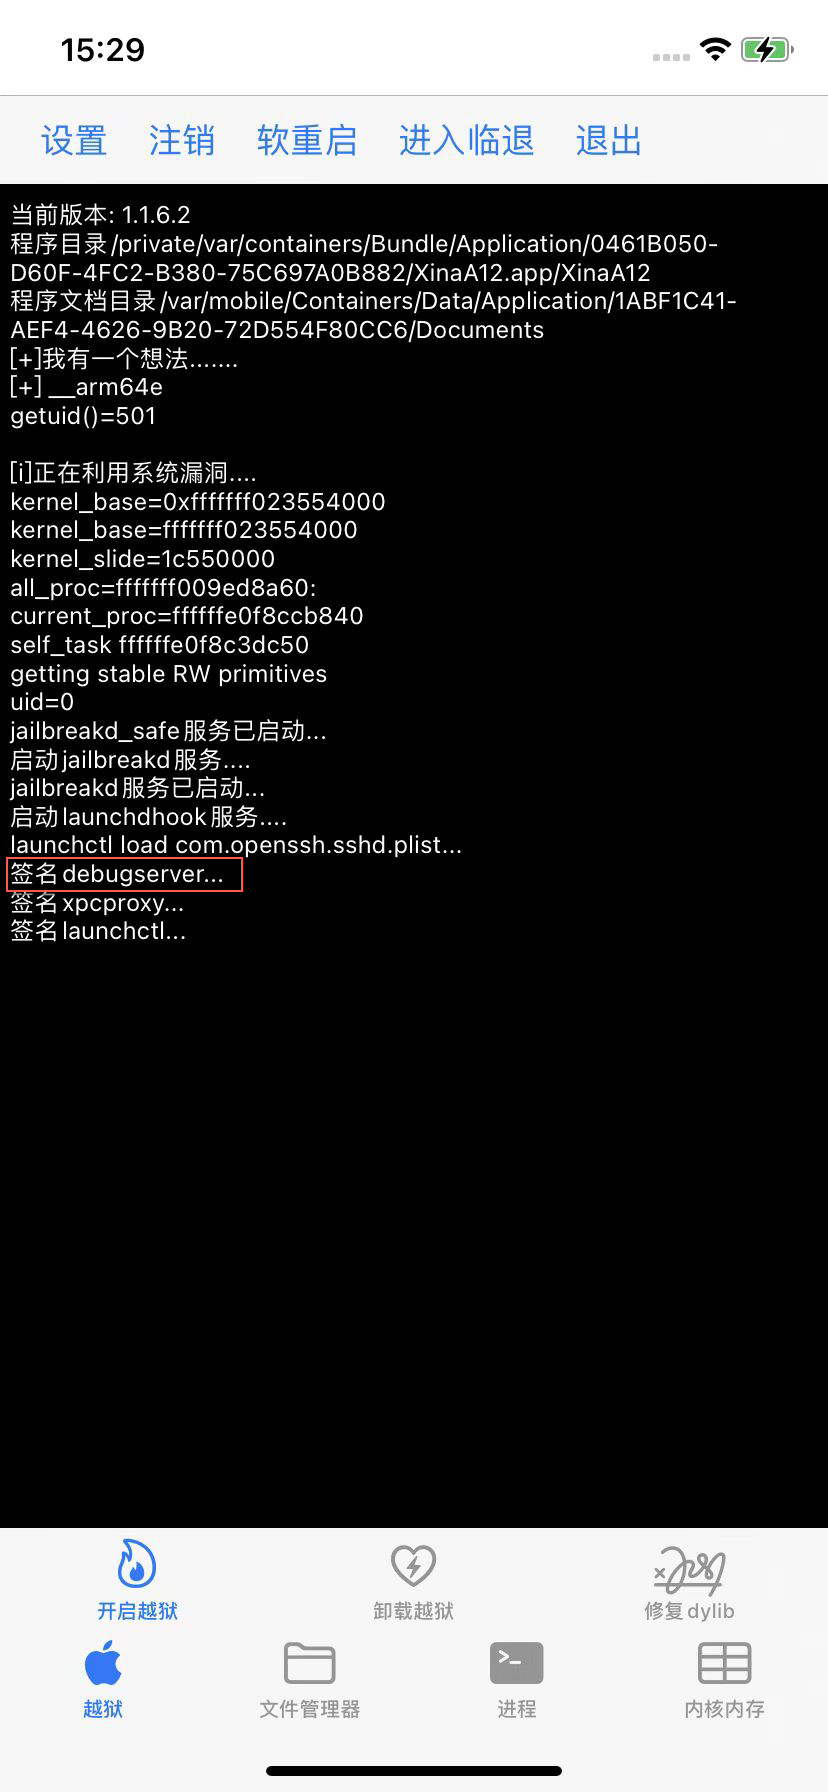 15:29
设置 注销 软重启 进入临退 退出
当前版本: 1.1.6.2
程序目录/private/var/containers/Bundle/Application/0461B050-
D60F-4FC2-B380-75C697A0B882/XinaA12.app/XinaA12
程序文档目录/var/mobile/Containers/Data/Application/1ABF1C41-
AEF4-4626-9B20-72D554F80CC6/Documents
[+]我有一个想法.......
[+] __arm64e
getuid()=501
[i]正在利用系统漏洞....
kernel_base=0xfffffff023554000
kernel_base=fffffff023554000
kernel_slide=1c550000
all_proc=fffffff009ed8a60:
current_proc=ffffffe0f8ccb840
self_task ffffffe0f8c3dc50
getting stable RW primitives
uid=0
jailbreakd_safe服务已启动...
启动jailbreakd服务....
jailbreakd服务已启动...
启动launchdhook服务....
launchctl load com.openssh.sshd.plist...
签名debugserver...
签名xpcproxy...
签名launchctl...
开启越狱 卸载越狱 修复dylib
越狱 文件管理器 进程 内核内存